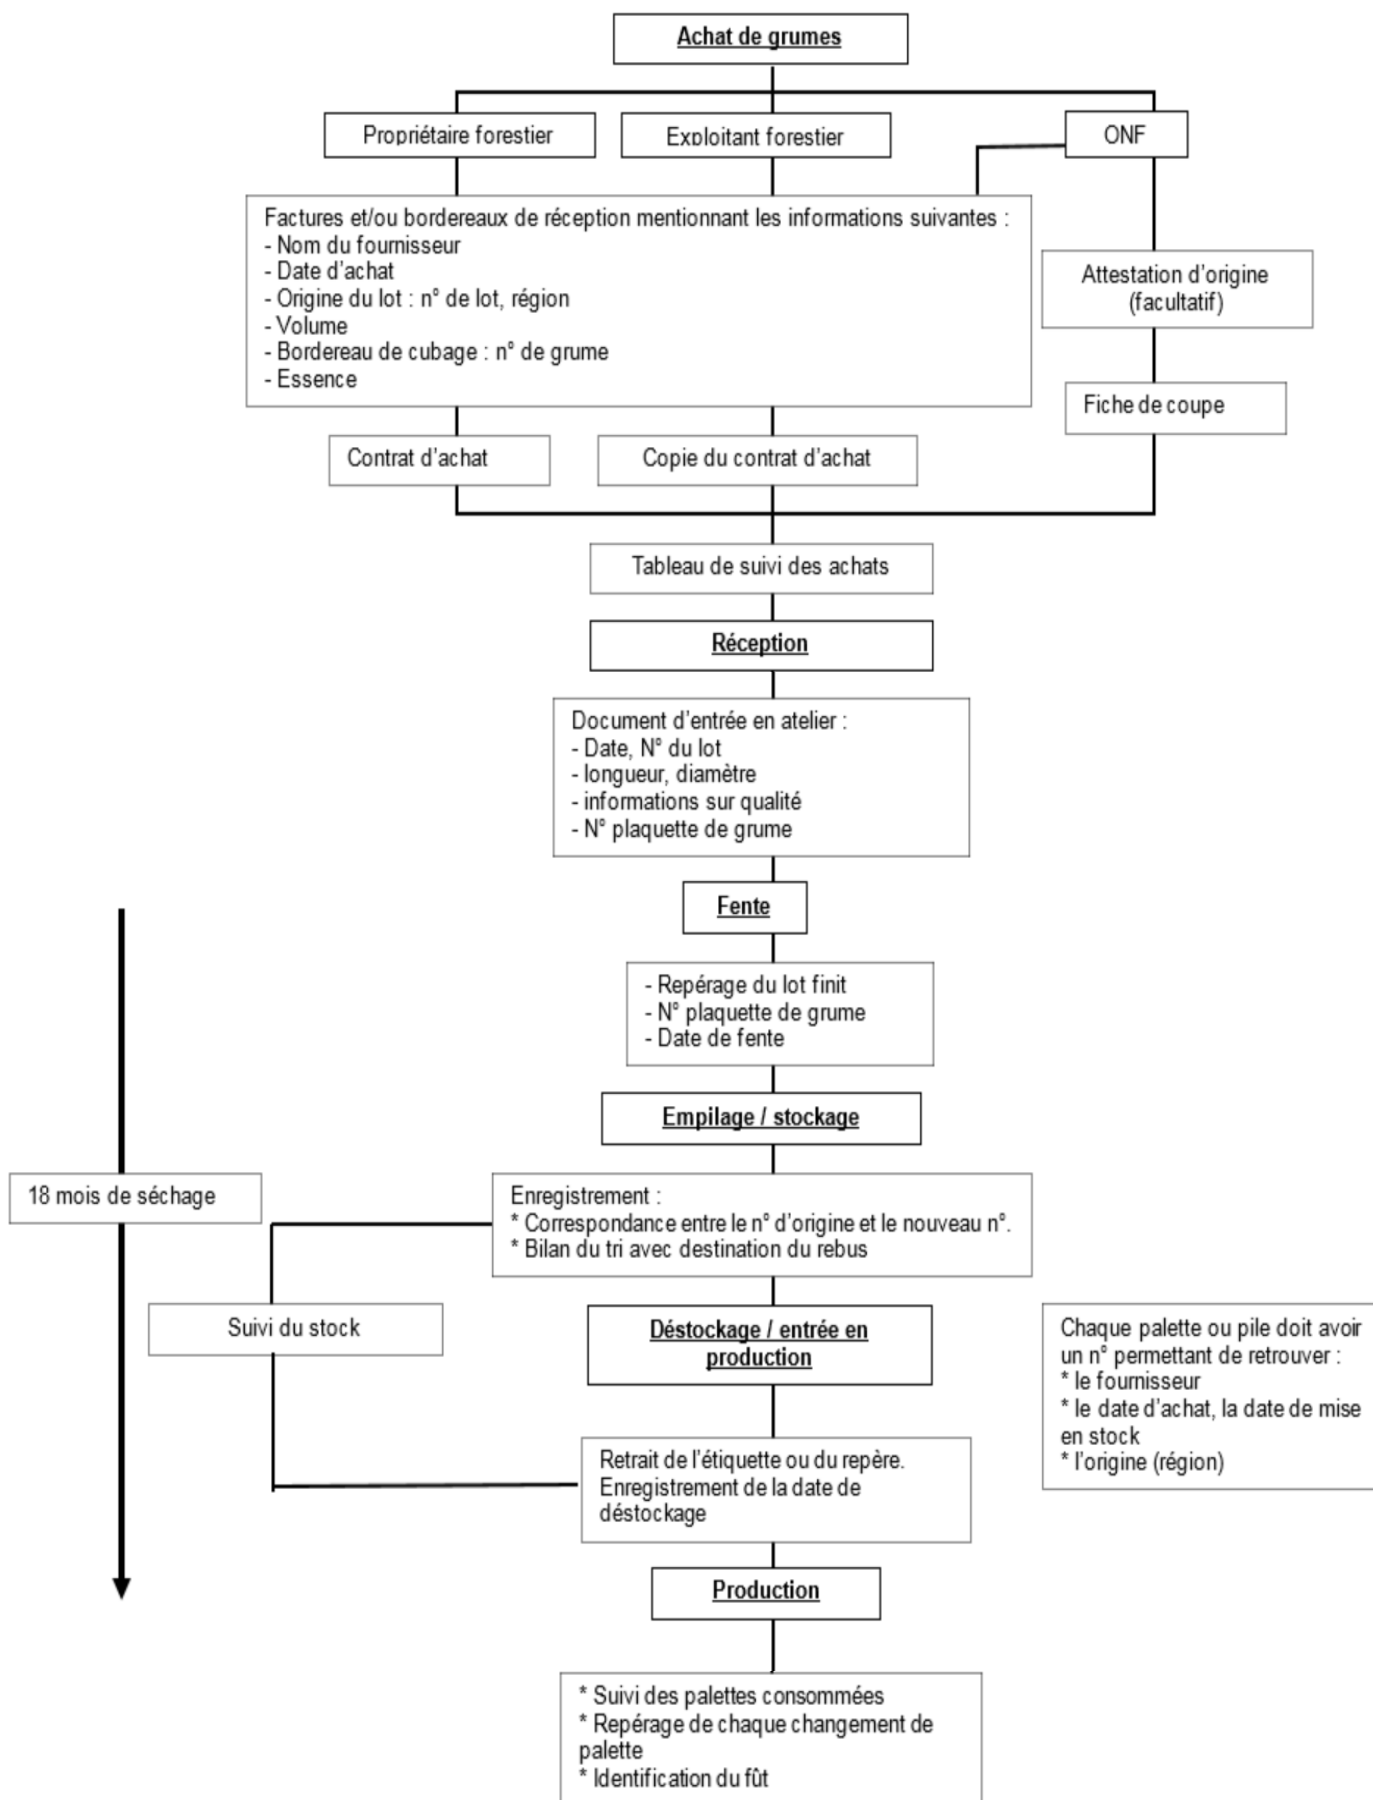 Achat de grumes
Propriétaire forestier
Exploitant forestier
ONF
Factures et/ou bordereaux de réception mentionnant les informations suivantes :
- Nom du fournisseur
- Date d'achat
- Origine du lot : n° de lot, région
- Volume
- Bordereau de cubage : n° de grume
- Essence
Attestation d'origine
(facultatif)
Fiche de coupe
Contrat d'achat
Copie du contrat d'achat
Tableau de suivi des achats
Réception
Document d'entrée en atelier :
- Date, N° du lot
- longueur, diamètre
- informations sur qualité
- N° plaquette de grume
Fente
- Repérage du lot finit
- N° plaquette de grume
- Date de fente
Empilage / stockage
18 mois de séchage
Enregistrement :
* Correspondance entre le n° d'origine et le nouveau n°.
* Bilan du tri avec destination du rebus
Suivi du stock
Déstockage / entrée en
production
Chaque palette ou pile doit avoir
un n° permettant de retrouver :
* le fournisseur
* le date d'achat, la date de mise
en stock
* l'origine (région)
Retrait de l'étiquette ou du repère.
Enregistrement de la date de
déstockage
Production
* Suivi des palettes consommées
* Repérage de chaque changement de
palette
* Identification du fût